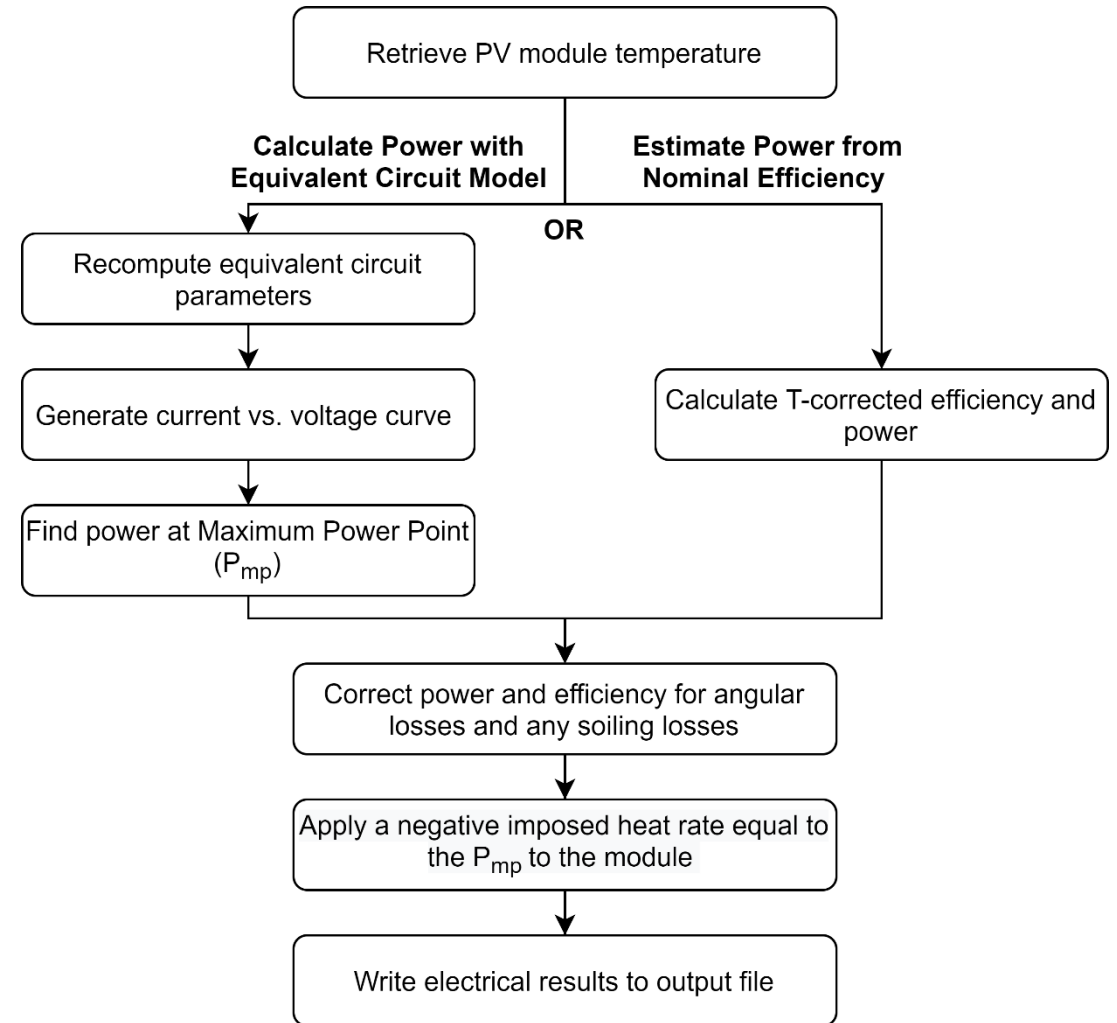 Retrieve PV module temperature
Calculate Power with
Equivalent Circuit Model
Estimate Power from
Nominal Efficiency
OR
Recompute equivalent circuit
parameters
Generate current vs. voltage curve
Calculate T-corrected efficiency and
power
Find power at Maximum Power Point
(Pmp)
Correct power and efficiency for angular
losses and any soiling losses
Apply a negative imposed heat rate equal to
the Pmp to the module
Write electrical results to output file